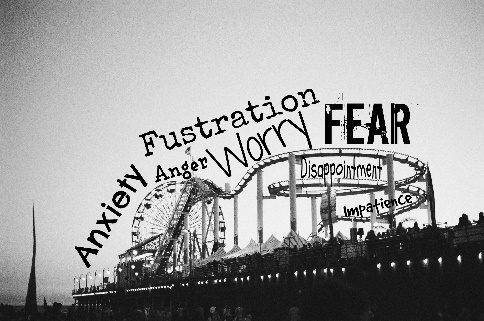 Anxiety
Fustration
Anger
Worry
FEAR
Disappointment
Impatience